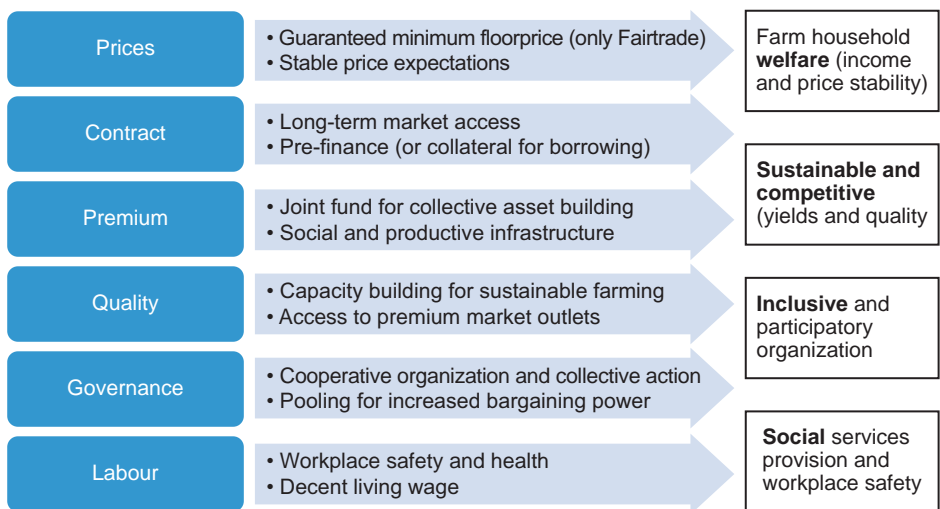 Prices
• Guaranteed minimum floorprice (only Fairtrade)
• Stable price expectations
Contract
• Long-term market access
• Pre-finance (or collateral for borrowing)
Premium
• Joint fund for collective asset building
• Social and productive infrastructure
Quality
• Capacity building for sustainable farming
• Access to premium market outlets
Governance
• Cooperative organization and collective action
• Pooling for increased bargaining power
Labour
• Workplace safety and health
• Decent living wage
Farm household
welfare (income
and price stability)
Sustainable and
competitive
(yields and quality
Inclusive and
participatory
organization
Social services
provision and
workplace safety